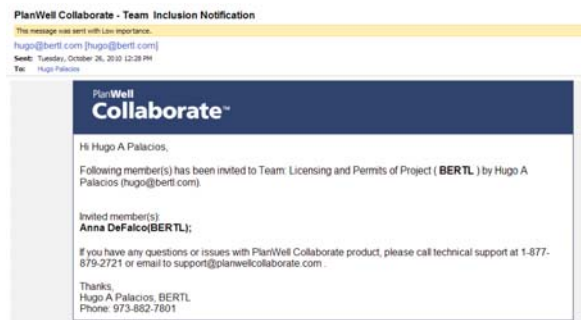 PlanWell Collaborate - Team Inclusion Notification
This message was sent with Low importance.
hugo@bertl.com [hugo@bertl.com]
Sent: Tuesday, October 26, 2010 12:28 PM
To: Hugo Palacios
PlanWell
Collaborate™
Hi Hugo A Palacios,
Following member(s) has been invited to Team: Licensing and Permits of Project ( BERTL ) by Hugo A
Palacios (hugo@bertl.com).
Invited member(s):
Anna DeFalco(BERTL);
If you have any questions or issues with PlanWell Collaborate product, please call technical support at 1-877-
879-2721 or email to support@planwellcollaborate.com .
Thanks,
Hugo A Palacios, BERTL
Phone: 973-882-7801